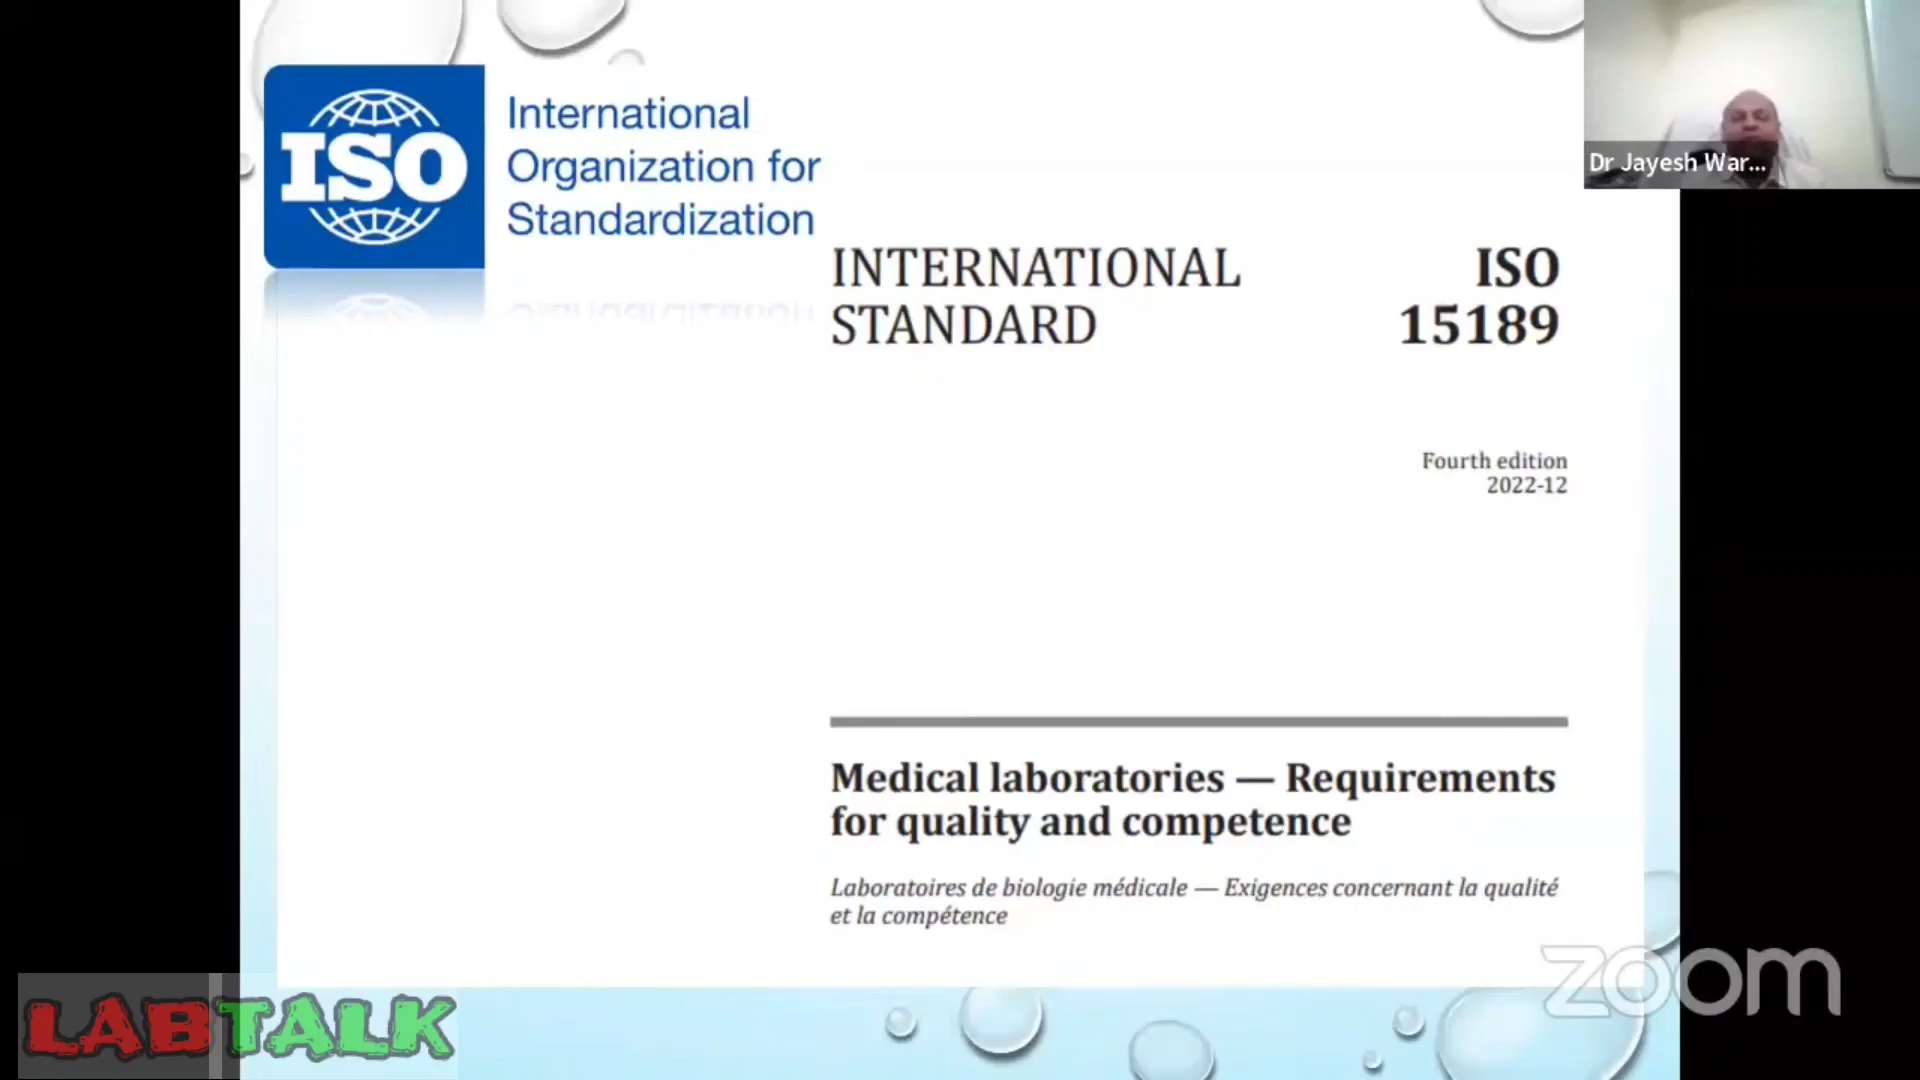 ISO
International
Organization for
Standardization
Dr Jayesh War...
INTERNATIONAL
STANDARD
ISO
15189
Fourth edition
2022-12
Medical laboratories — Requirements
for quality and competence
Laboratoires de biologie médicale — Exigences concernant la qualité
et la compétence
LABTALK
zoom